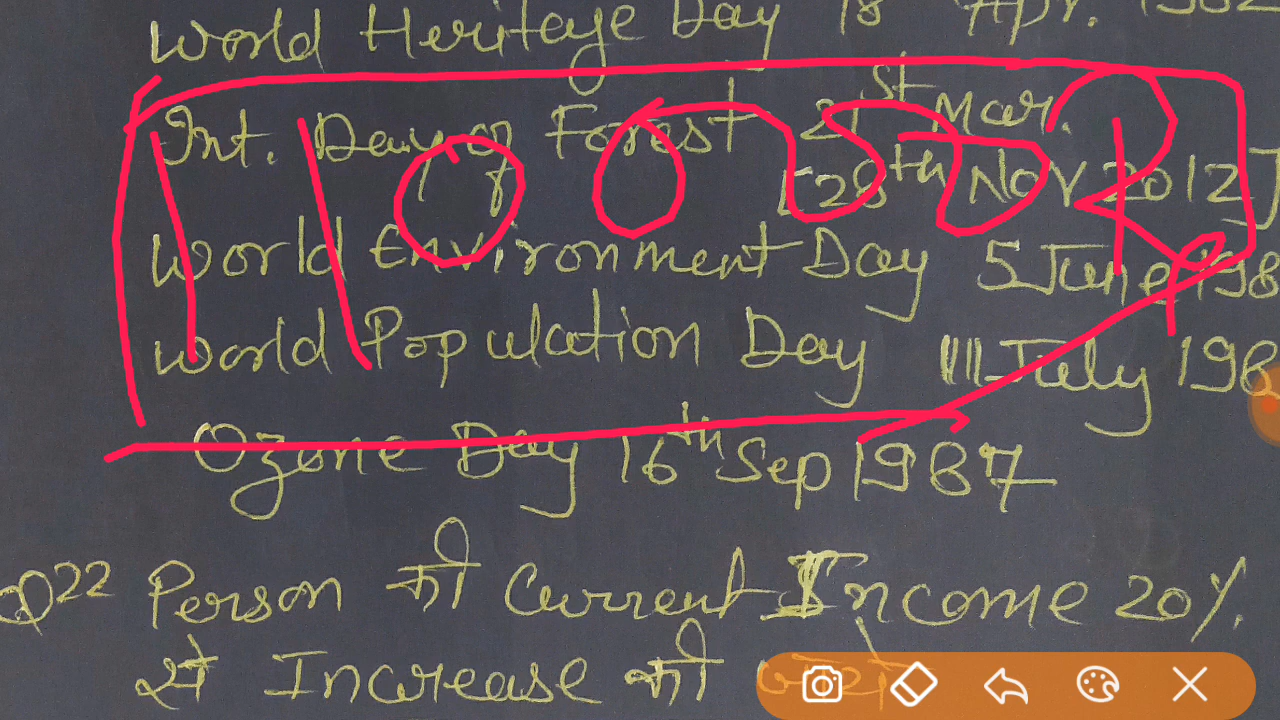 World Heritage Day 18 Apr.
Int. Day of Forest 21st Mar.
[28th Nov 2012]
World Environment Day 5 June 198
World Population Day 11 July 198
Ozone Day 16th Sep 1987
Q22 Person की Current Income 20%.
से Increase की